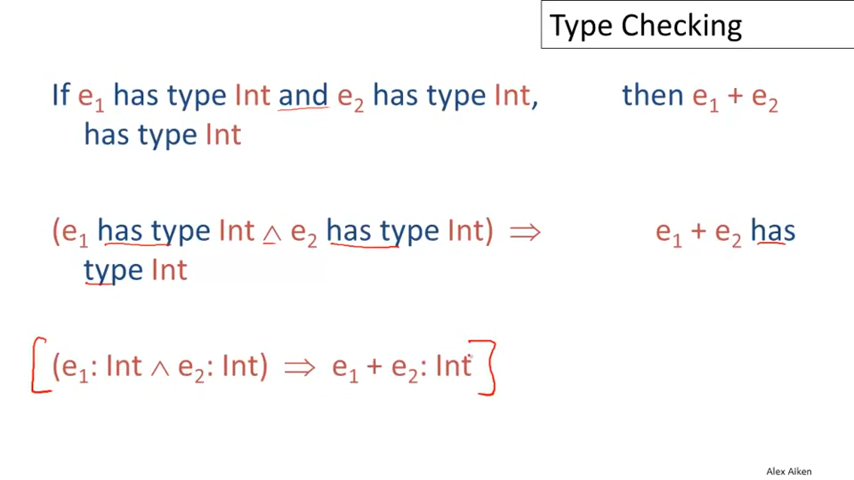 Type Checking
If e₁ has type Int and e₂ has type Int, then e₁ + e₂
has type Int
(e₁ has type Int ∧ e₂ has type Int) ⇒ e₁ + e₂ has
type Int
(e₁: Int ∧ e₂: Int) ⇒ e₁ + e₂: Int
Alex Aiken